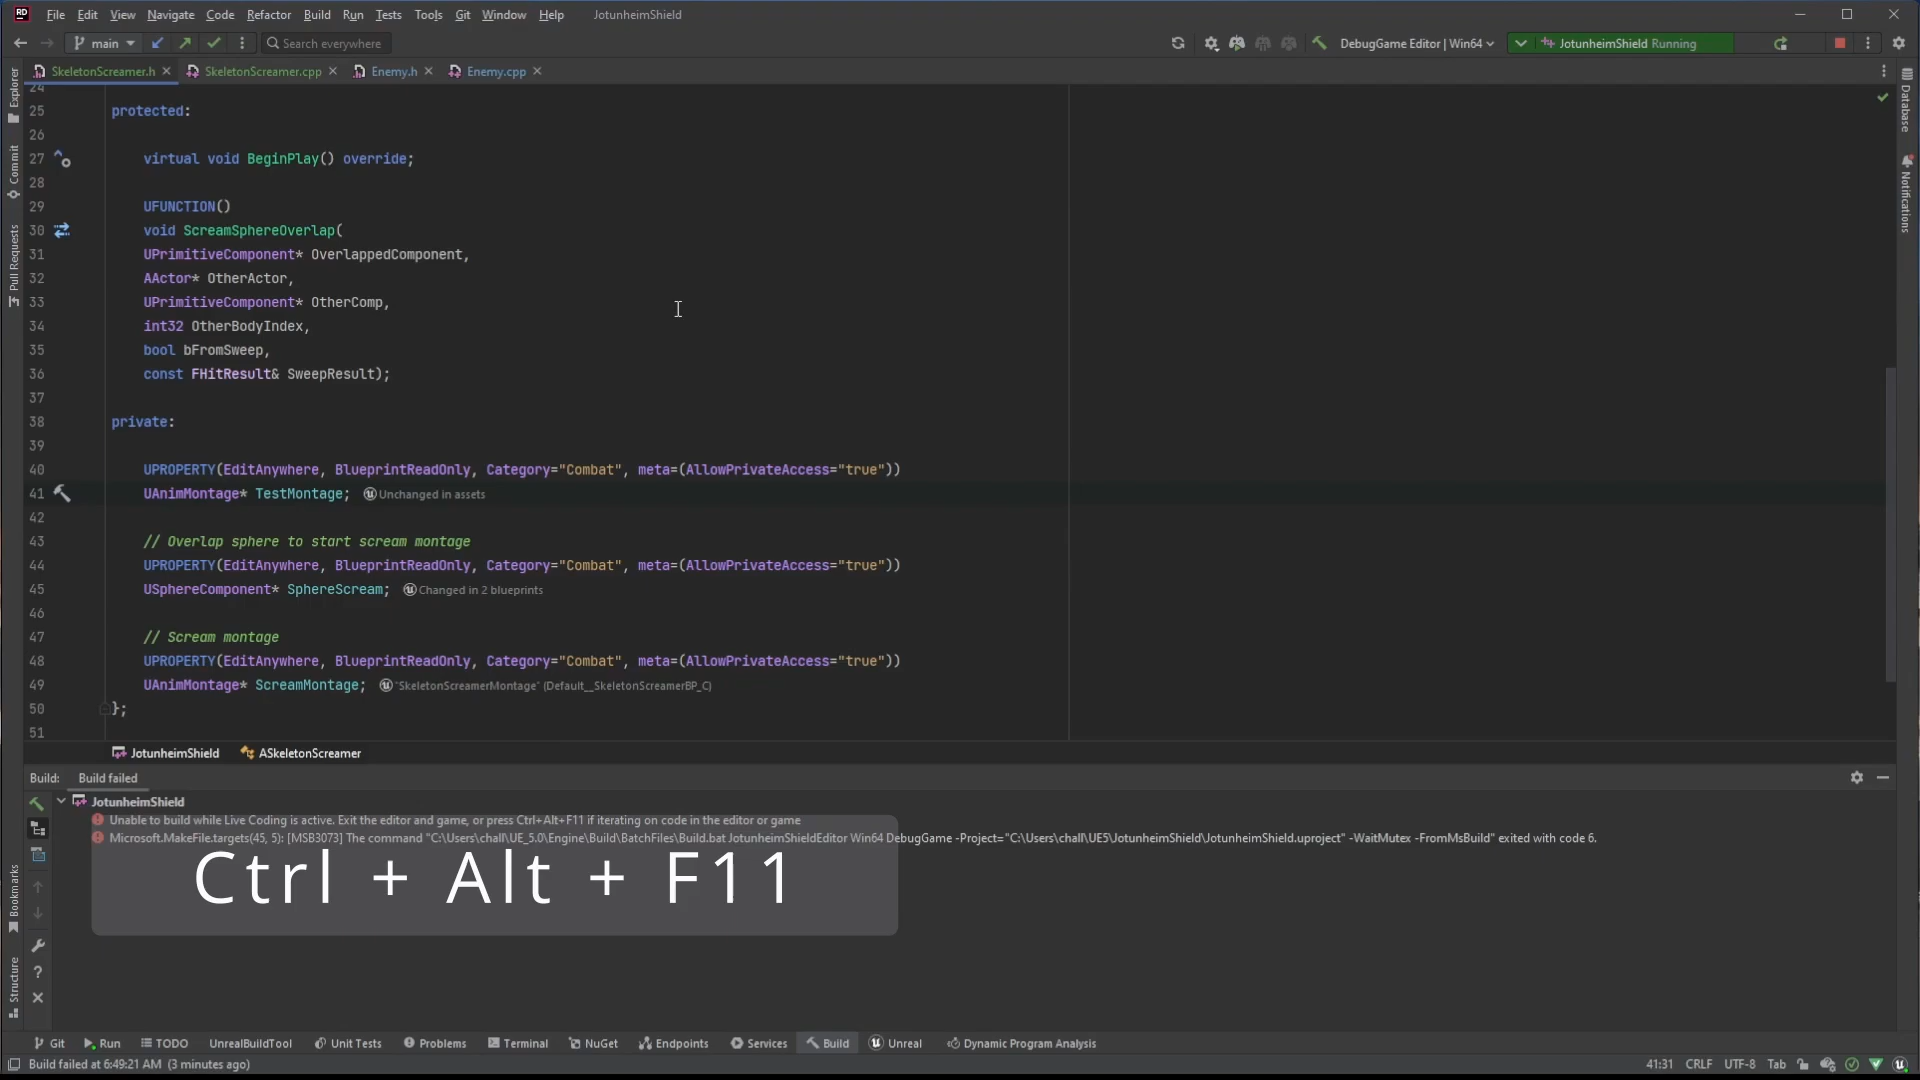 RD File Edit View Navigate Code Refactor Build Run Tests Tools Git Window Help JotunheimShield
main Search everywhere DebugGame Editor | Win64 JotunheimShield Running
SkeletonScreamer.h SkeletonScreamer.cpp Enemy.h Enemy.cpp
24
25 protected:
26
27 virtual void BeginPlay() override;
28
29 UFUNCTION()
30 void ScreamSphereOverlap(
31 UPrimitiveComponent* OverlappedComponent,
32 AActor* OtherActor,
33 UPrimitiveComponent* OtherComp,
34 int32 OtherBodyIndex,
35 bool bFromSweep,
36 const FHitResult& SweepResult);
37
38 private:
39
40 UPROPERTY(EditAnywhere, BlueprintReadOnly, Category="Combat", meta=(AllowPrivateAccess="true"))
41 UAnimMontage* TestMontage; Unchanged in assets
42
43 // Overlap sphere to start scream montage
44 UPROPERTY(EditAnywhere, BlueprintReadOnly, Category="Combat", meta=(AllowPrivateAccess="true"))
45 USphereComponent* SphereScream; Changed in 2 blueprints
46
47 // Scream montage
48 UPROPERTY(EditAnywhere, BlueprintReadOnly, Category="Combat", meta=(AllowPrivateAccess="true"))
49 UAnimMontage* ScreamMontage; "SkeletonScreamerMontage" (Default__SkeletonScreamerBP_C)
50 };
51
JotunheimShield ASkeletonScreamer
Build: Build failed
JotunheimShield
Unable to build while Live Coding is active. Exit the editor and game, or press Ctrl+Alt+F11 if iterating on code in the editor or game
Microsoft.MakeFile.targets(45, 5): [MSB3073] The command "C:\Users\chall\UE_5.0\Engine\Build\BatchFiles\Build.bat JotunheimShieldEditor Win64 DebugGame -Project="C:\Users\chall\UE5\JotunheimShield\JotunheimShield.uproject" -WaitMutex -FromMsBuild" exited with code 6.
Ctrl + Alt + F11
Explorer
Commit
Pull Requests
Bookmarks
Structure
Database
Notifications
Git Run TODO UnrealBuildTool Unit Tests Problems Terminal NuGet Endpoints Services Build Unreal Dynamic Program Analysis
Build failed at 6:49:21 AM (3 minutes ago) 41:31 CRLF UTF-8 Tab